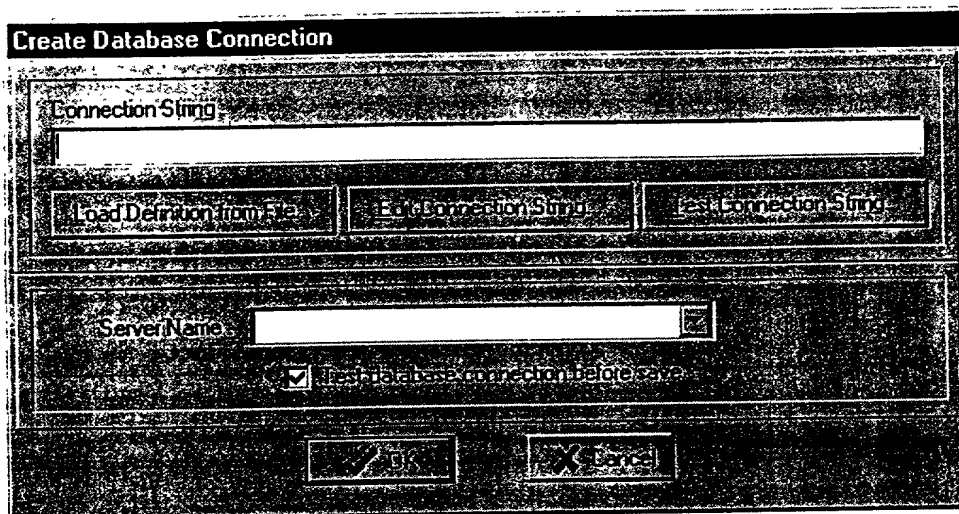 Create Database Connection
Connection String
Load Definition from File Edit Connection String Test Connection String
Server Name
Test database connection before save
OK Cancel